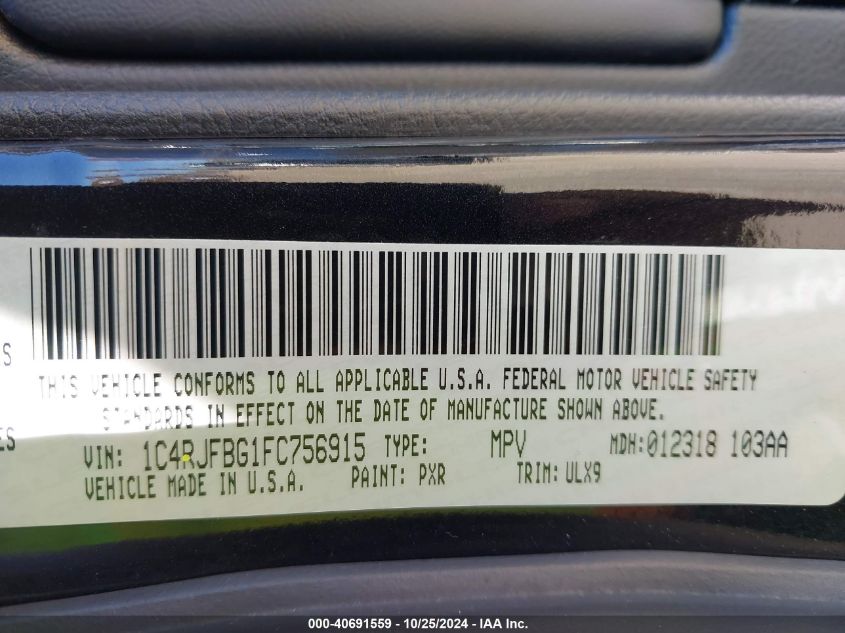 S
THIS VEHICLE CONFORMS TO ALL APPLICABLE U.S.A. FEDERAL MOTOR VEHICLE SAFETY
STANDARDS IN EFFECT ON THE DATE OF MANUFACTURE SHOWN ABOVE.
ES
VIN: 1C4RJFBG1FC756915 TYPE: MPV MDH:012318 103AA
VEHICLE MADE IN U.S.A. PAINT: PXR TRIM: ULX9
000-40691559 - 10/25/2024 - IAA Inc.